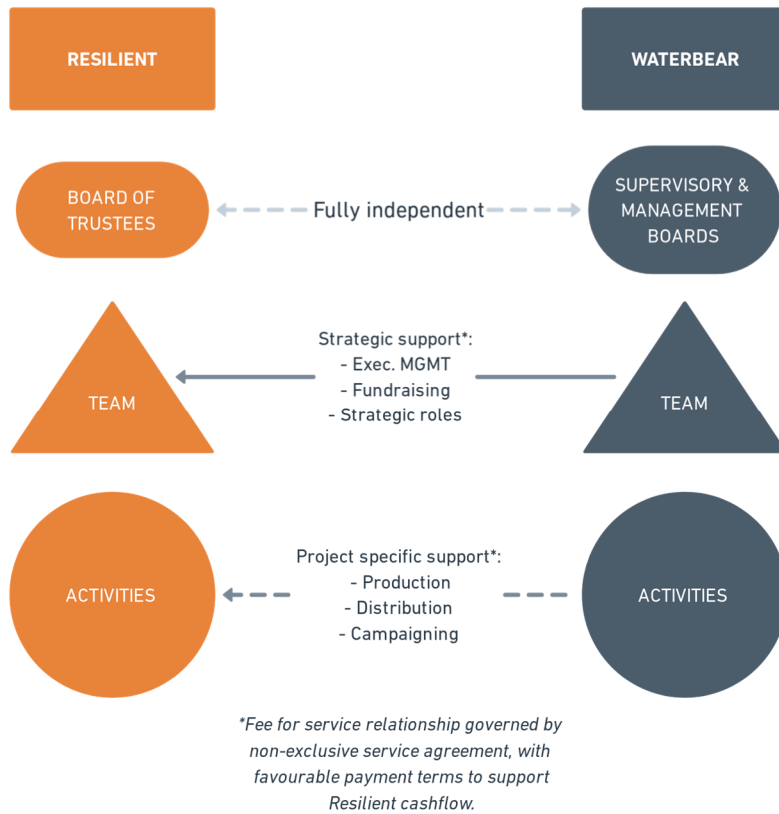 RESILIENT
WATERBEAR
BOARD OF
TRUSTEES
Fully independent
SUPERVISORY &
MANAGEMENT
BOARDS
Strategic support*:
- Exec. MGMT
- Fundraising
- Strategic roles
TEAM
TEAM
Project specific support*:
- Production
- Distribution
- Campaigning
ACTIVITIES
ACTIVITIES
*Fee for service relationship governed by
non-exclusive service agreement, with
favourable payment terms to support
Resilient cashflow.